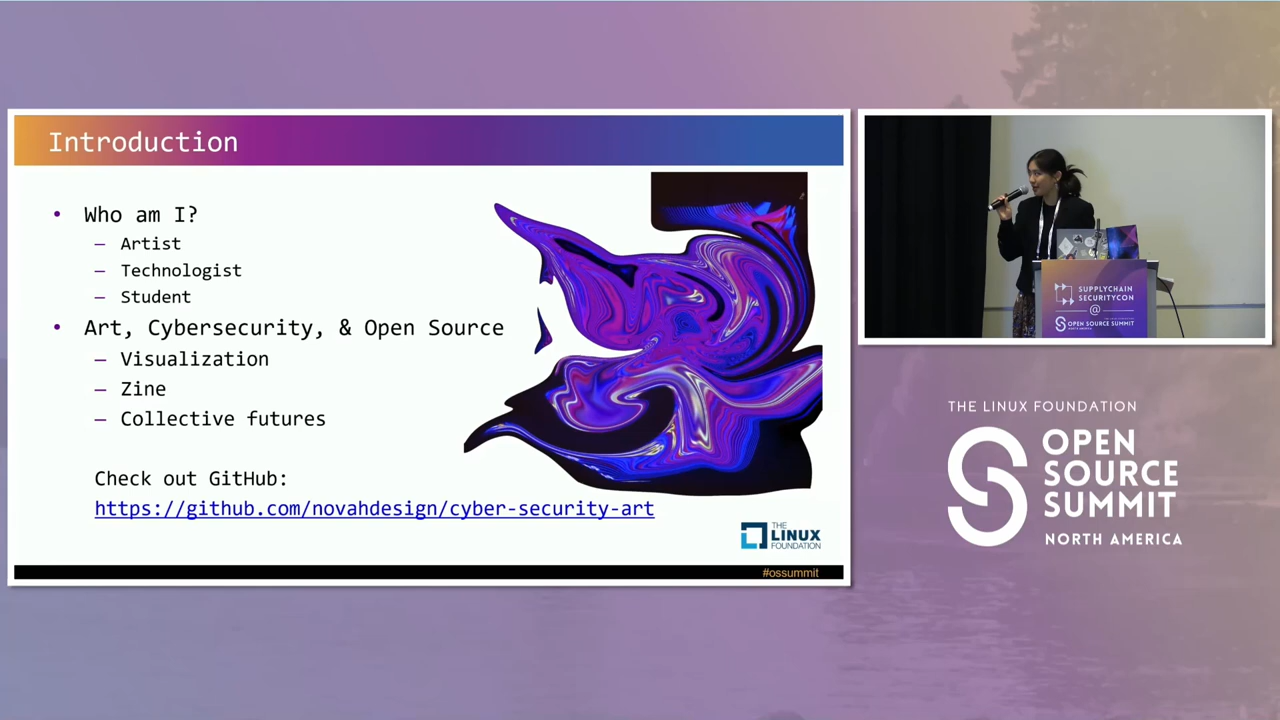 Introduction
• Who am I?
– Artist
– Technologist
– Student
• Art, Cybersecurity, & Open Source
– Visualization
– Zine
– Collective futures
Check out GitHub:
https://github.com/novahdesign/cyber-security-art
THE
LINUX
FOUNDATION
#ossummit
SUPPLYCHAIN
SECURITYCON
@
OPEN SOURCE SUMMIT
NORTH AMERICA
THE LINUX FOUNDATION
OPEN
SOURCE
SUMMIT
NORTH AMERICA